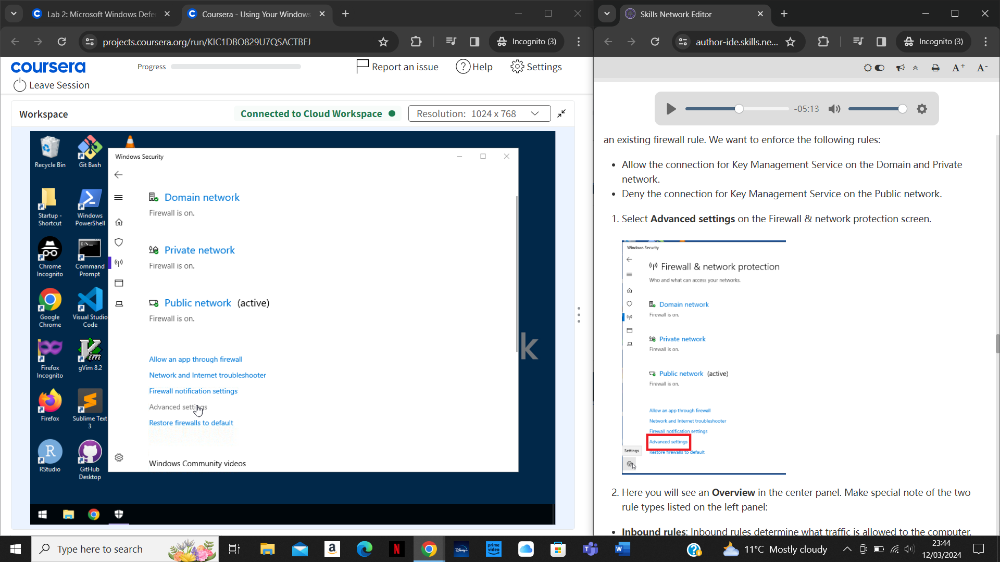 Lab 2: Microsoft Windows Defe
Coursera - Using Your Windows
projects.coursera.org/run/KIC1DBO829U7QSACTBFJ
Incognito (3)
coursera
Progress
Report an issue
Help
Settings
Leave Session
Workspace
Connected to Cloud Workspace
Resolution: 1024 x 768
Recycle Bin
Git Bash
Startup -
Shortcut
Windows
PowerShell
Chrome
Incognito
Command
Prompt
Google
Chrome
Visual Studio
Code
Firefox
Incognito
gVim 8.2
Firefox
Sublime Text
3
RStudio
GitHub
Desktop
k
Windows Security
Domain network
Firewall is on.
Private network
Firewall is on.
Public network (active)
Firewall is on.
Allow an app through firewall
Network and Internet troubleshooter
Firewall notification settings
Advanced settings
Restore firewalls to default
Windows Community videos
Skills Network Editor
author-ide.skills.ne...
Incognito (3)
A+
A-
-05:13
an existing firewall rule. We want to enforce the following rules:
• Allow the connection for Key Management Service on the Domain and Private
network.
• Deny the connection for Key Management Service on the Public network.
1. Select Advanced settings on the Firewall & network protection screen.
Windows Security
Firewall & network protection
Who and what can access your networks.
Domain network
Firewall is on.
Private network
Firewall is on.
Public network (active)
Firewall is on.
Allow an app through firewall
Network and Internet troubleshooter
Firewall notification settings
Advanced settings
Restore firewalls to default
Settings
2. Here you will see an Overview in the center panel. Make special note of the two
rule types listed on the left panel:
• Inbound rules: Inbound rules determine what traffic is allowed to the computer.
Type here to search
11°C Mostly cloudy
23:44
12/03/2024